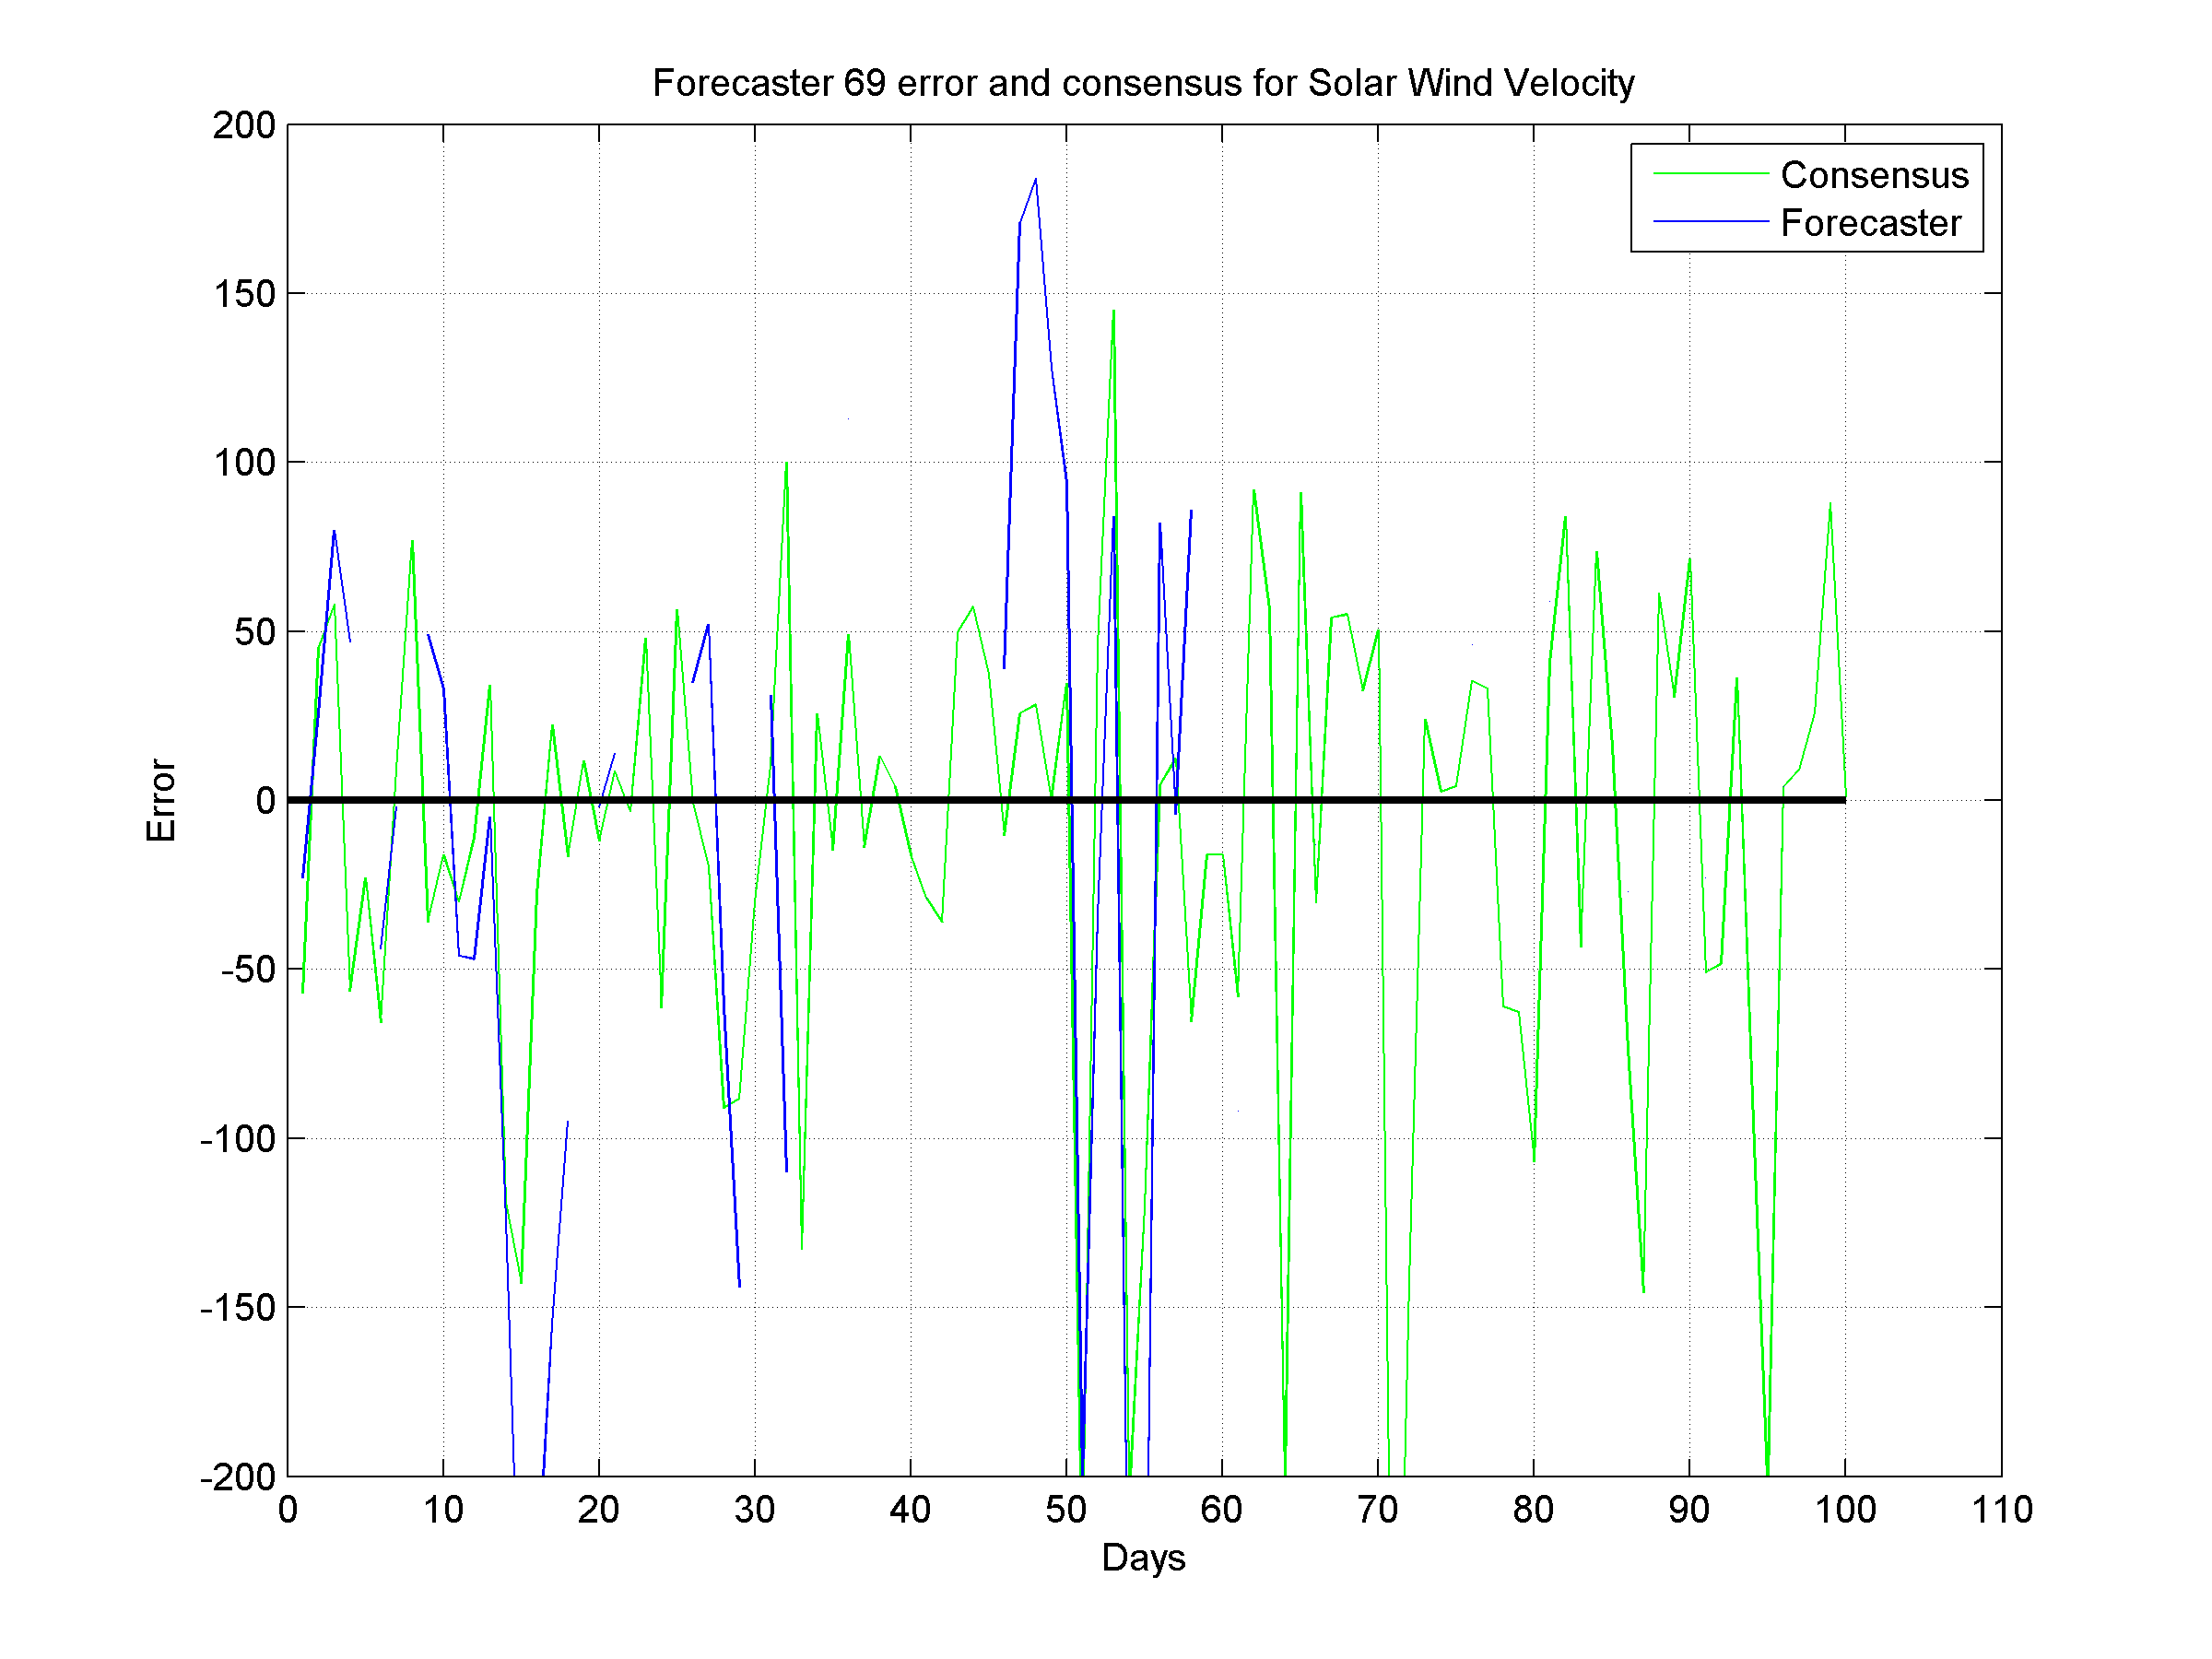 Forecaster 69 error and consensus for Solar Wind Velocity
200
150
100
50
0
-50
-100
-150
-200
Error
Consensus
Forecaster
0 10 20 30 40 50 60 70 80 90 100 110
Days